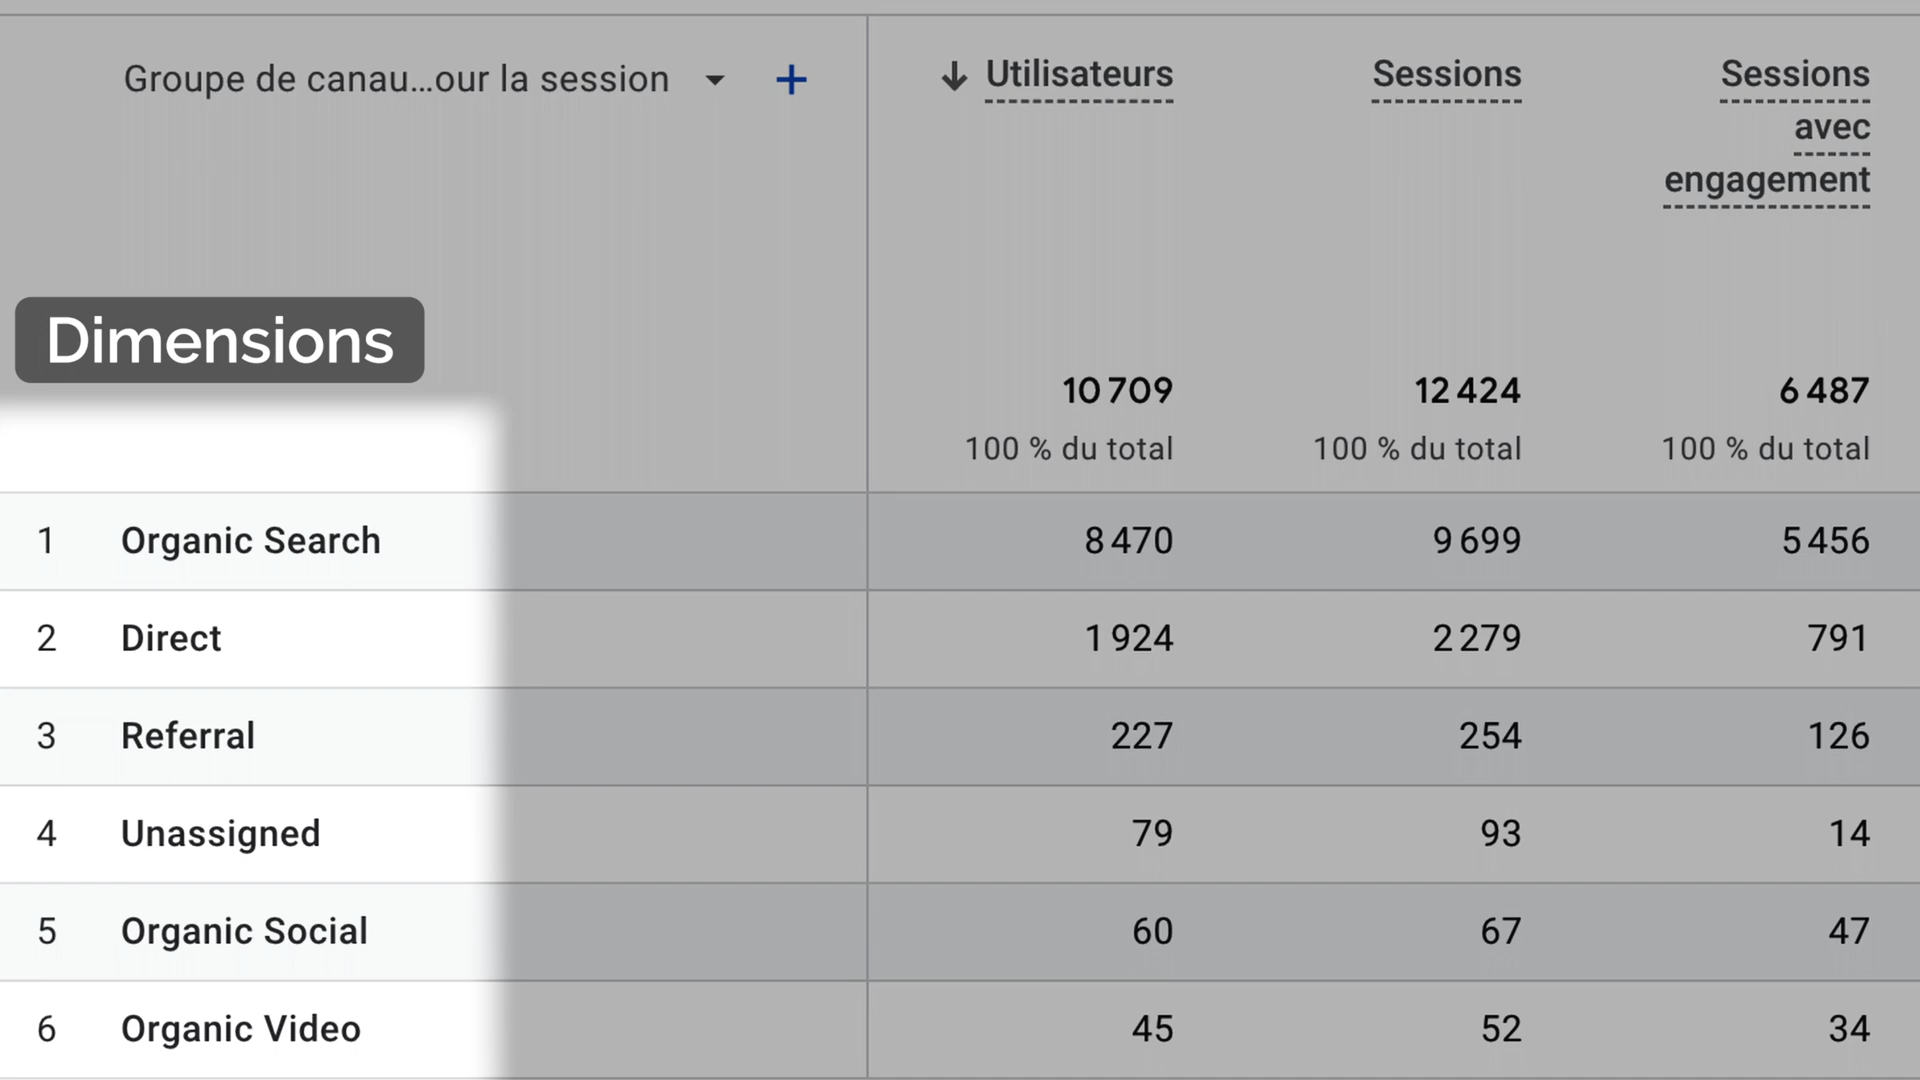 Groupe de canau...our la session + Utilisateurs Sessions Sessions
avec
engagement
Dimensions
10 709 12 424 6 487
100 % du total 100 % du total 100 % du total
1 Organic Search 8 470 9 699 5 456
2 Direct 1 924 2 279 791
3 Referral 227 254 126
4 Unassigned 79 93 14
5 Organic Social 60 67 47
6 Organic Video 45 52 34